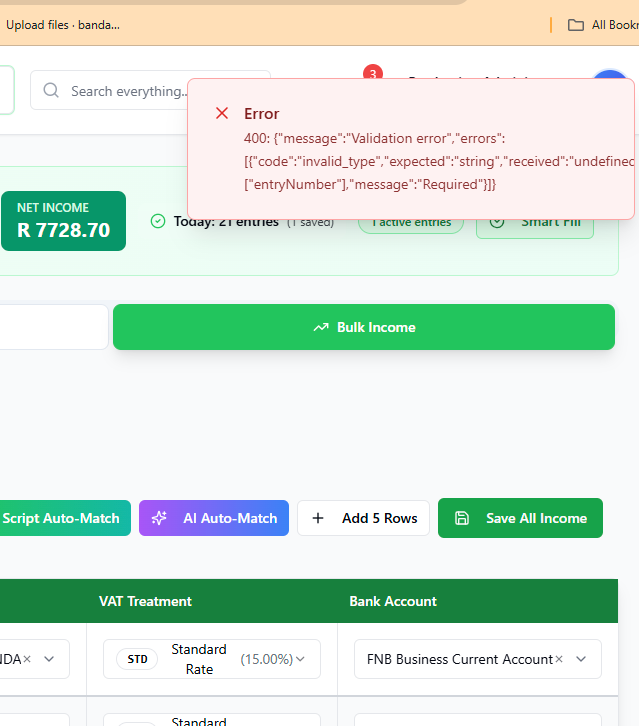 Upload files · banda...
All Bookr
3
Search everything..
Error
400: {"message":"Validation error","errors":
[{"code":"invalid_type","expected":"string","received":"undefined
["entryNumber"],"message":"Required"}]}
NET INCOME
R 7728.70
Today: 21 entries (1 saved)
1 active entries
Smart Fill
Bulk Income
Script Auto-Match
AI Auto-Match
Add 5 Rows
Save All Income
VAT Treatment
Bank Account
NDA×
STD
Standard
Rate
(15.00%)
FNB Business Current Account×
Standard